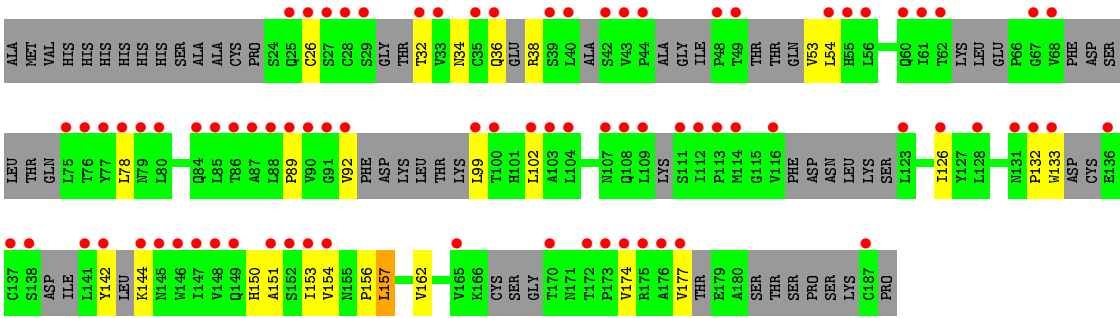 ALA MET VAL HIS HIS HIS HIS HIS HIS SER ALA ALA CYS PRO S24 Q25 C26 S27 C28 S29 GLY THR T32 V33 N34 C35 Q36 GLU R38 S39 L40 ALA S42 V43 P44 ALA GLY ILE P48 T49 THR THR GLN V53 L54 H55 L56 Q60 I61 T62 LYS LEU GLU P66 G67 V68 PHE ASP SER
LEU THR GLN L75 T76 Y77 L78 N79 L80 Q84 L85 T86 A87 L88 P89 V90 G91 V92 PHE ASP LYS LEU THR LYS L99 T100 H101 L102 A103 L104 N107 Q108 L109 LYS S111 I112 P113 M114 G115 V116 PHE ASP ASN LEU LYS SER L123 I126 Y127 L128 N131 P132 W133 ASP CYS E136
C137 S138 ASP ILE L141 Y142 LEU K144 N145 W146 I147 V148 Q149 H150 A151 S152 I153 V154 N155 P156 L157 V162 V165 K166 CYS SER GLY T170 N171 T172 P173 V174 R175 A176 V177 THR E179 A180 SER THR SER PRO SER LYS C187 PRO